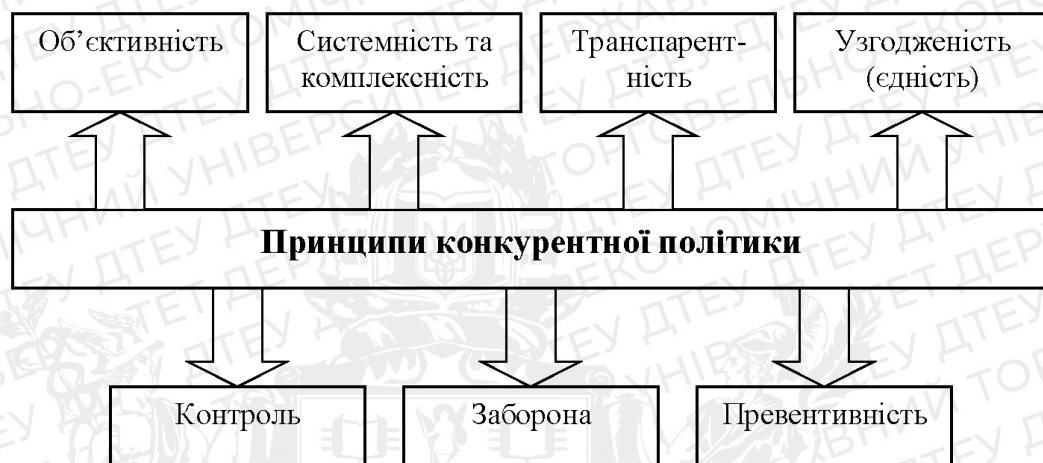 Об’єктивність
Системність та
комплексність
Транспарент-
ність
Узгодженість
(єдність)
Принципи конкурентної політики
Контроль
Заборона
Превентивність